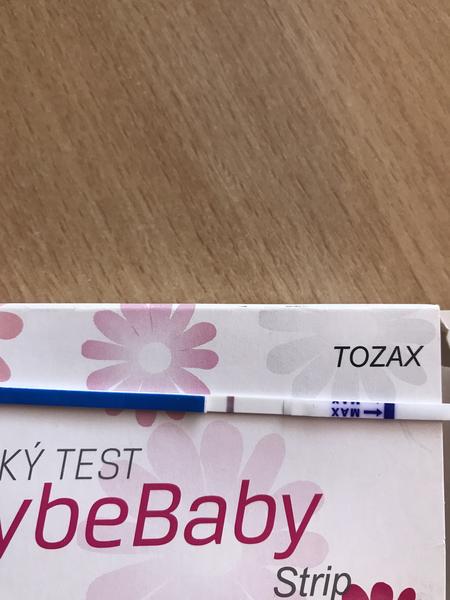 TOZAX
MAX
KÝ TEST
ybeBaby
Strip